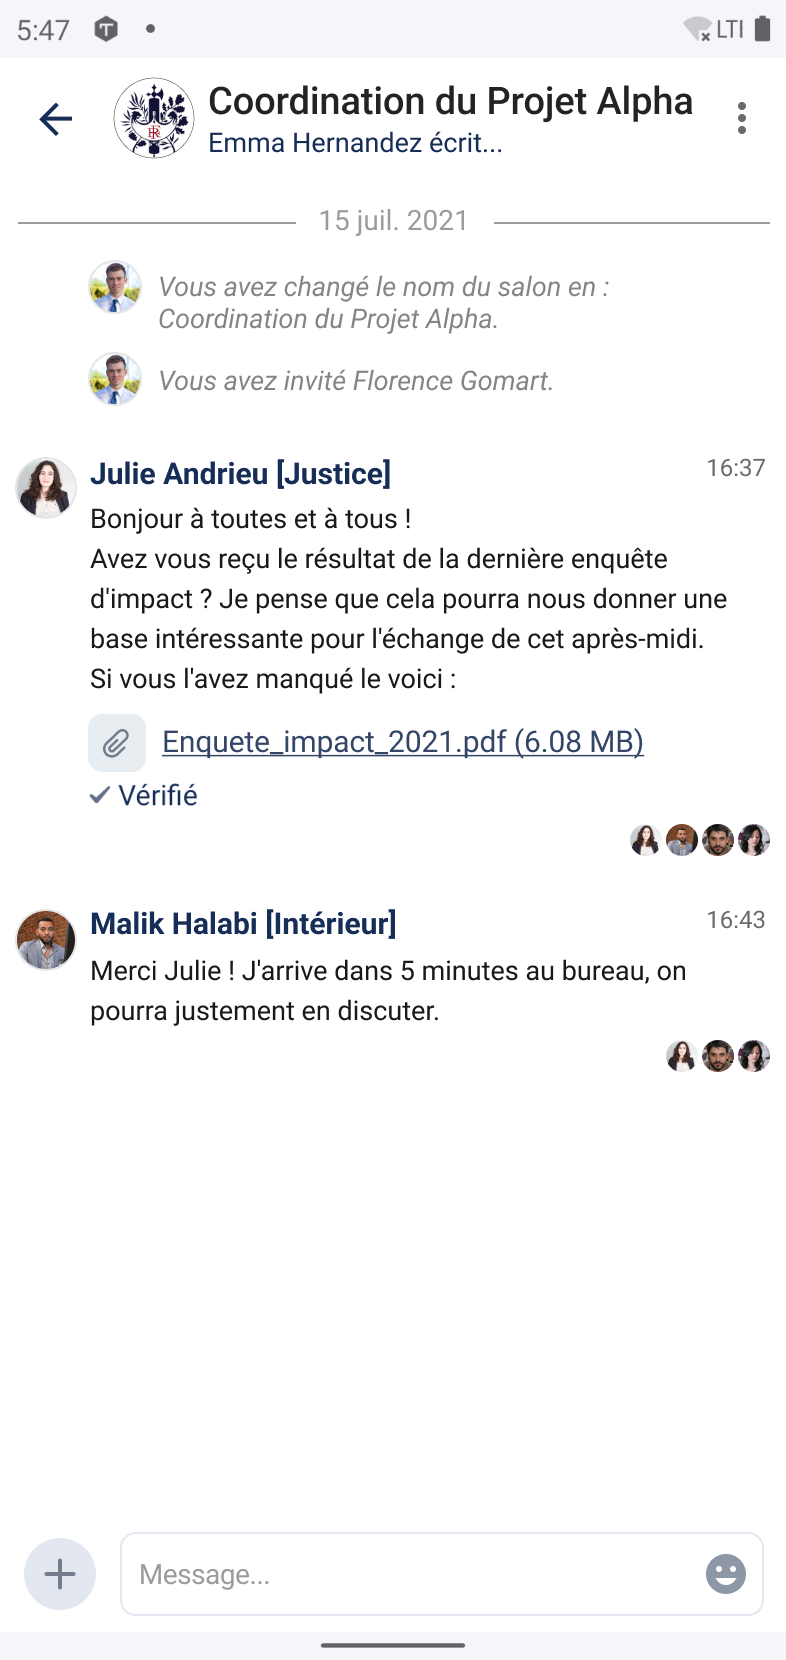 5:47
LTI
Coordination du Projet Alpha
Emma Hernandez écrit...
15 juil. 2021
Vous avez changé le nom du salon en :
Coordination du Projet Alpha.
Vous avez invité Florence Gomart.
Julie Andrieu [Justice]
16:37
Bonjour à toutes et à tous !
Avez vous reçu le résultat de la dernière enquête
d'impact ? Je pense que cela pourra nous donner une
base intéressante pour l'échange de cet après-midi.
Si vous l'avez manqué le voici :
Enquete_impact_2021.pdf (6.08 MB)
Vérifié
Malik Halabi [Intérieur]
16:43
Merci Julie ! J'arrive dans 5 minutes au bureau, on
pourra justement en discuter.
Message...